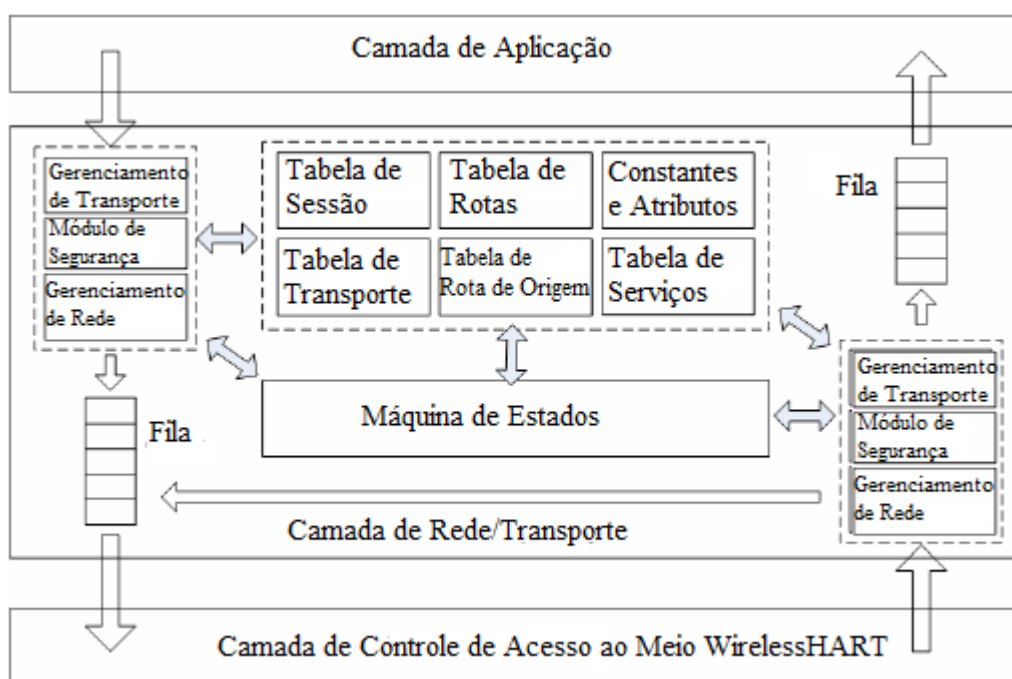 Camada de Aplicação
Gerenciamento
de Transporte
Módulo de
Segurança
Gerenciamento
de Rede
Tabela de
Sessão
Tabela de
Rotas
Constantes
e Atributos
Tabela de
Transporte
Tabela de
Rota de Origem
Tabela de
Serviços
Fila
Máquina de Estados
Fila
Gerenciamento
de Transporte
Módulo de
Segurança
Gerenciamento
de Rede
Camada de Rede/Transporte
Camada de Controle de Acesso ao Meio WirelessHART